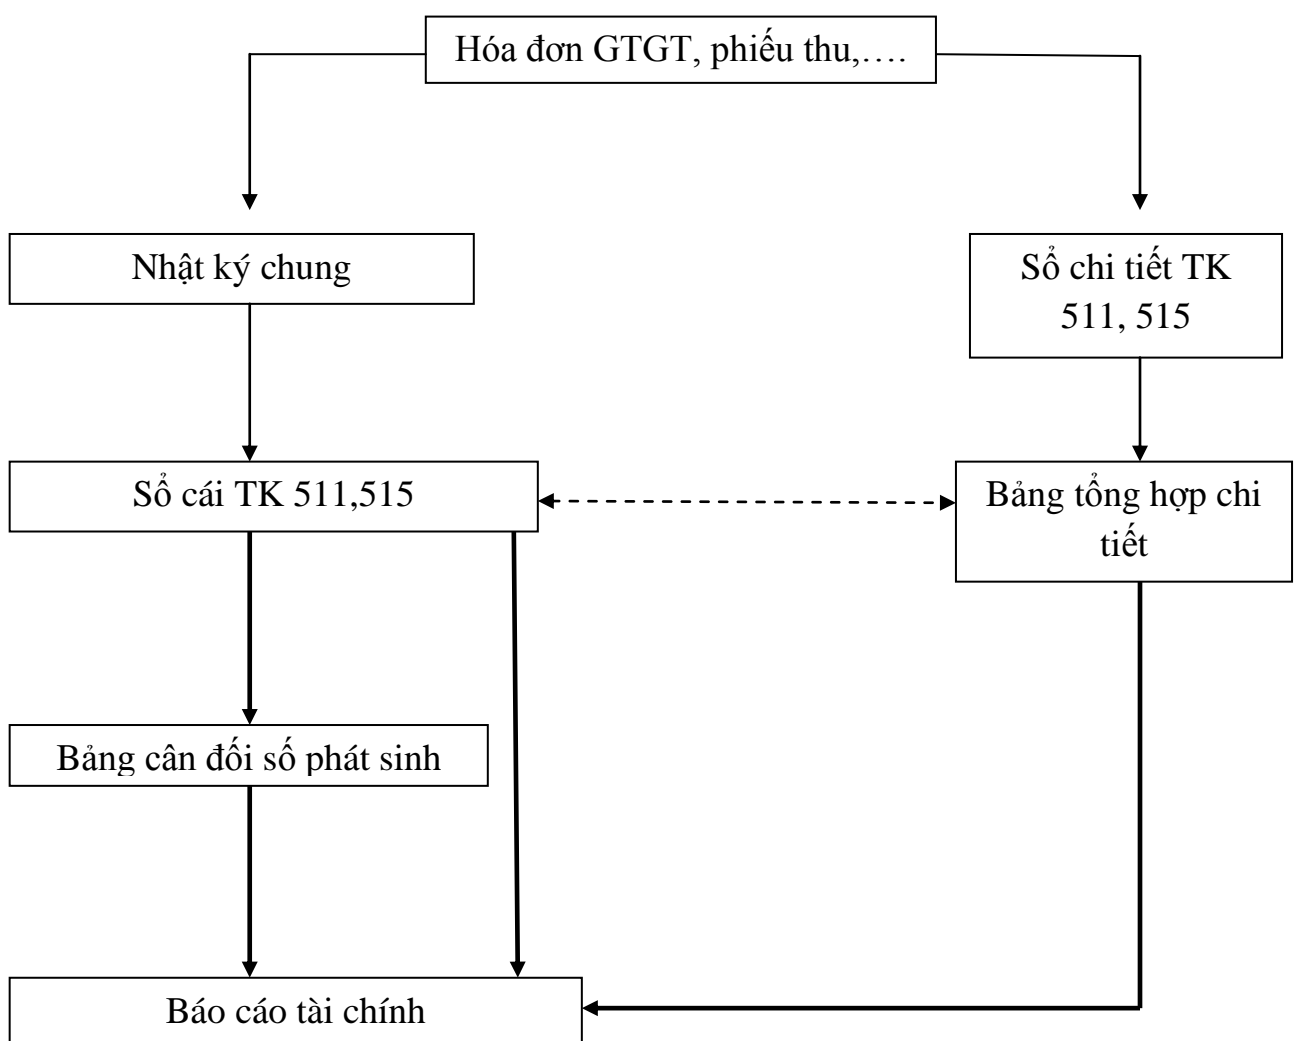 Hóa đơn GTGT, phiếu thu,….
Nhật ký chung
Sổ chi tiết TK
511, 515
Sổ cái TK 511,515
Bảng tổng hợp chi
tiết
Bảng cân đối số phát sinh
Báo cáo tài chính